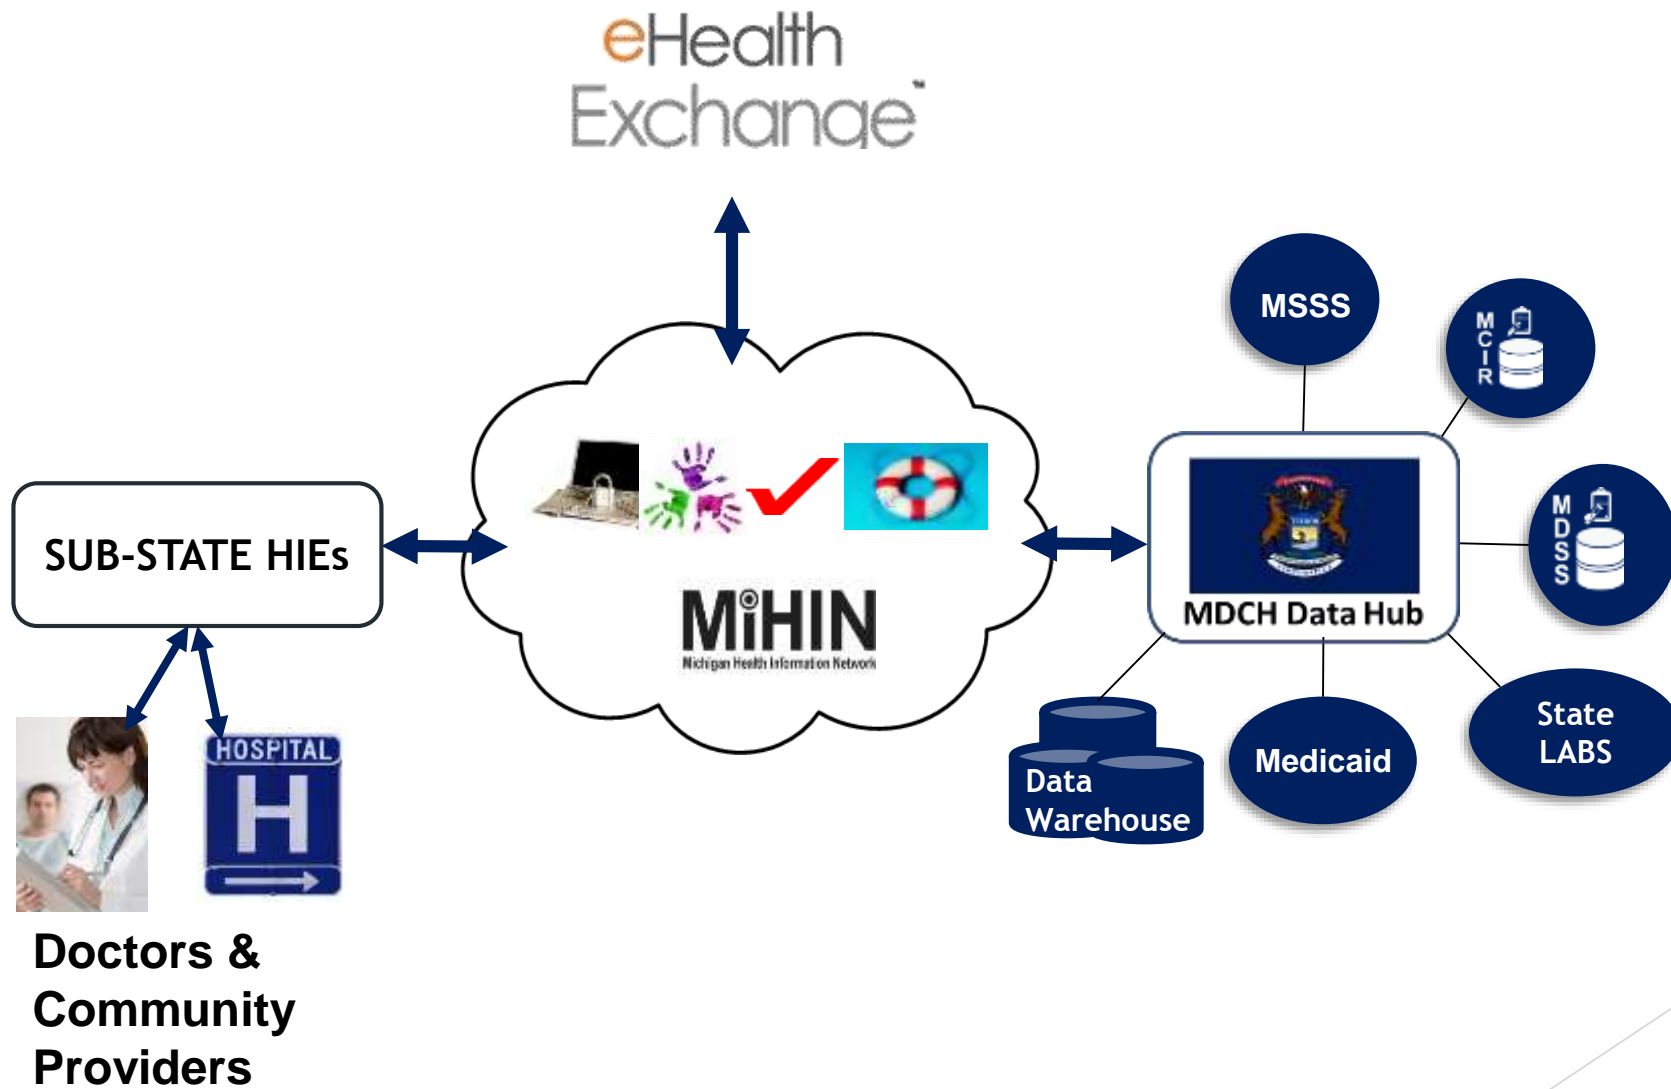 eHealth
Exchange™
MSSS
MCIR
MDSS
SUB-STATE HIEs
MiHIN
Michigan Health Information Network
MDCH Data Hub
State
LABS
Medicaid
Data
Warehouse
HOSPITAL
H
Doctors &
Community
Providers